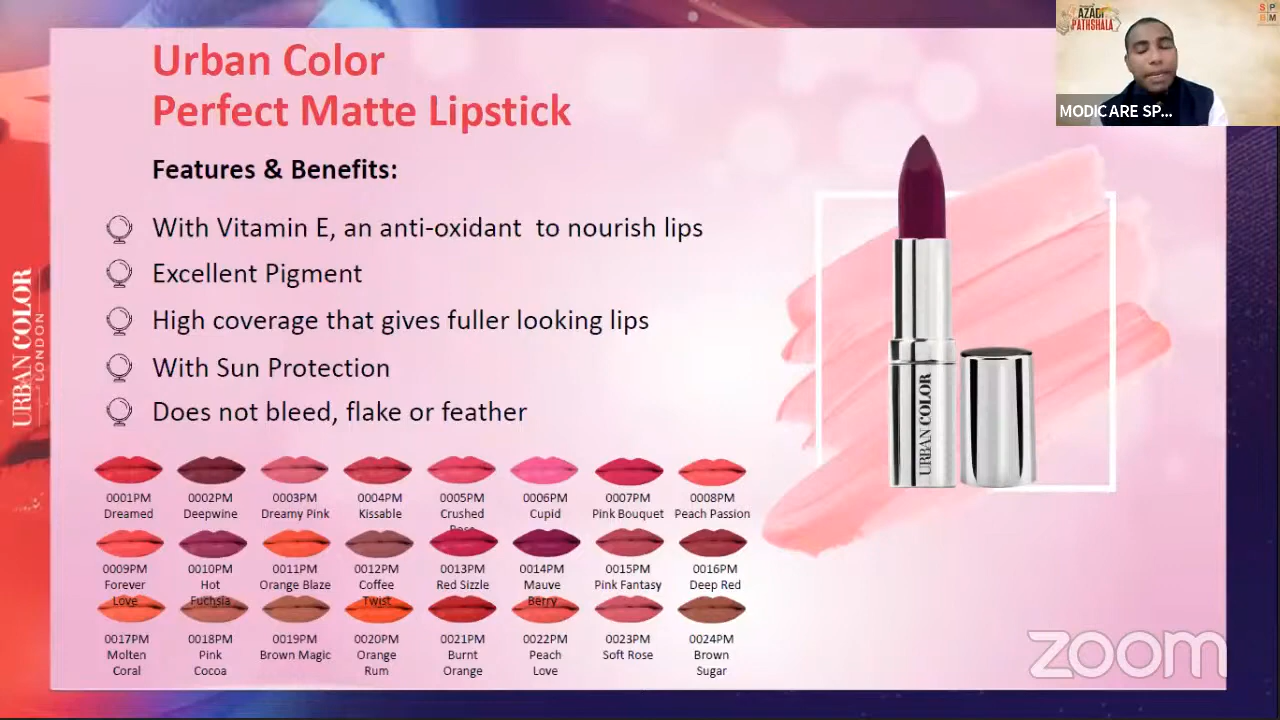 Urban Color
Perfect Matte Lipstick
Features & Benefits:
With Vitamin E, an anti-oxidant to nourish lips
Excellent Pigment
High coverage that gives fuller looking lips
With Sun Protection
Does not bleed, flake or feather
0001PM
Dreamed
0002PM
Deepwine
0003PM
Dreamy Pink
0004PM
Kissable
0005PM
Crushed
Rose
0006PM
Cupid
0007PM
Pink Bouquet
0008PM
Peach Passion
0009PM
Forever
Love
0010PM
Hot
Fuchsia
0011PM
Orange Blaze
0012PM
Coffee
Twist
0013PM
Red Sizzle
0014PM
Mauve
Berry
0015PM
Pink Fantasy
0016PM
Deep Red
0017PM
Molten
Coral
0018PM
Pink
Cocoa
0019PM
Brown Magic
0020PM
Orange
Rum
0021PM
Burnt
Orange
0022PM
Peach
Love
0023PM
Soft Rose
0024PM
Brown
Sugar
URBAN COLOR
LONDON
URBAN COLOR
AZADI
PATHSHALA
SP
BM
MODICARE SP...
zoom